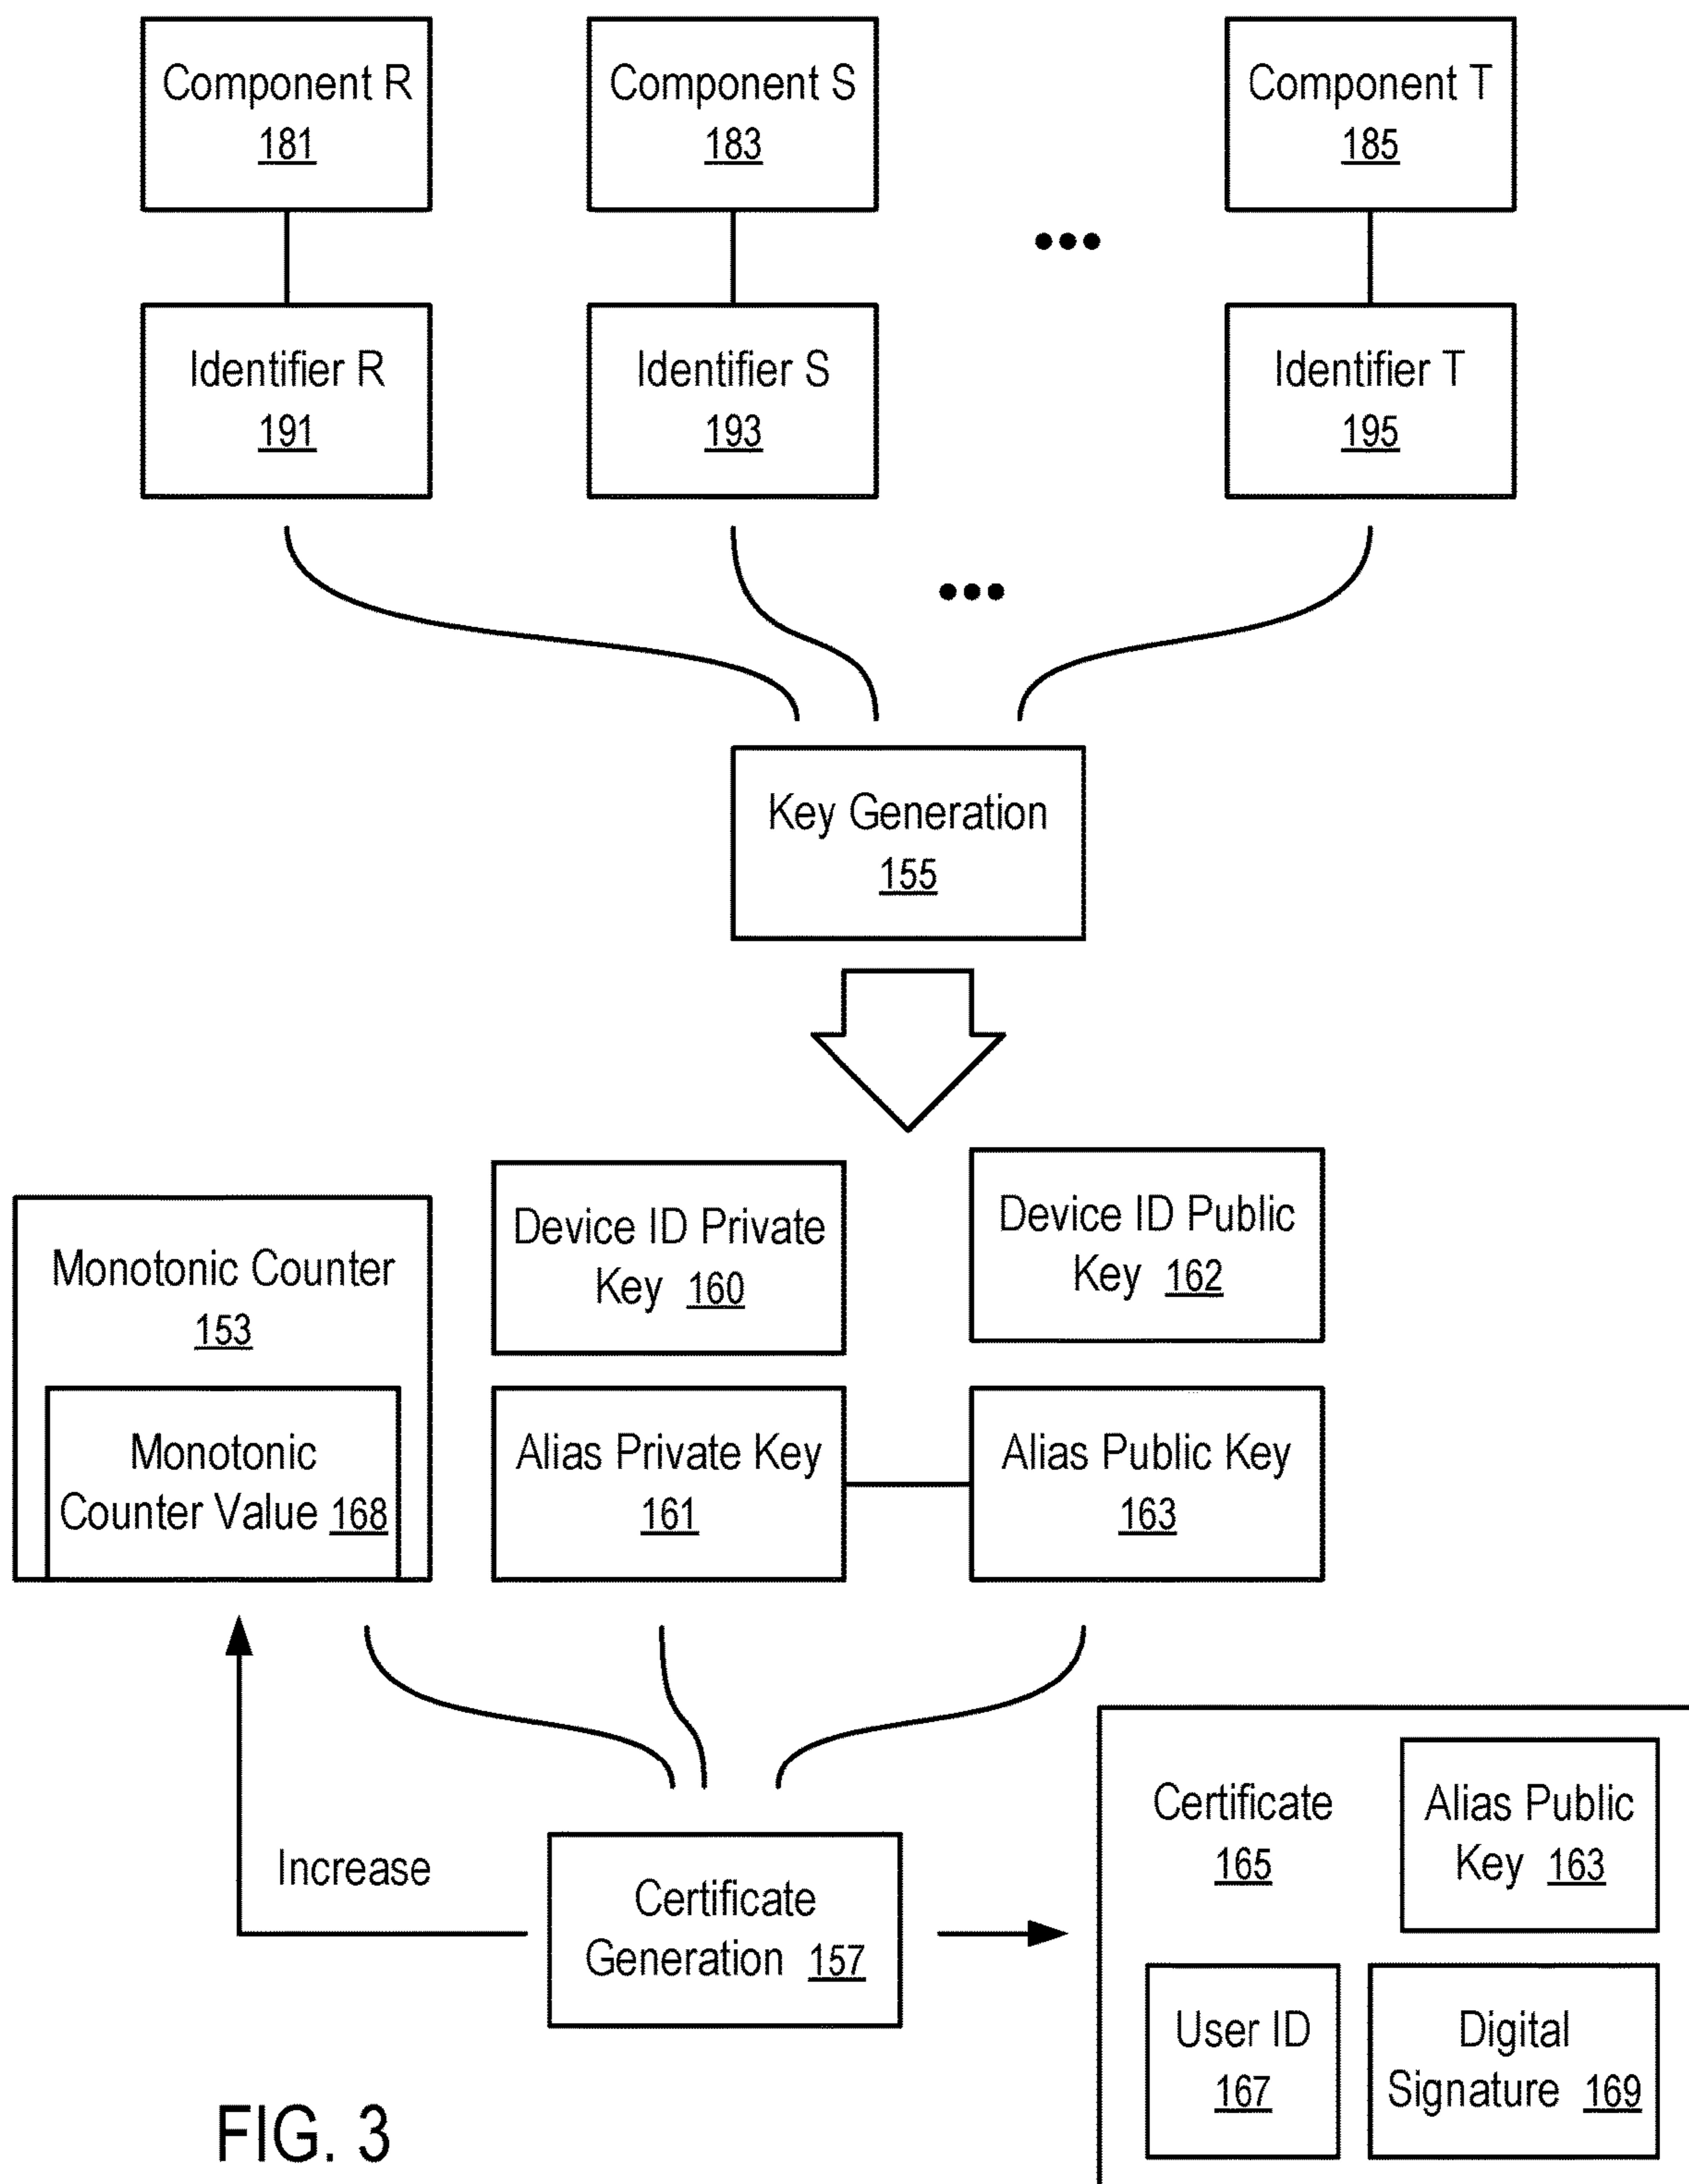 Component R
181
Component S
183
Component T
185
Identifier R
191
Identifier S
193
Identifier T
195
Key Generation
155
Monotonic Counter
153
Monotonic
Counter Value 168
Device ID Private
Key 160
Device ID Public
Key 162
Alias Private Key
161
Alias Public Key
163
Increase
Certificate
Generation 157
Certificate
165
Alias Public
Key 163
User ID
167
Digital
Signature 169
FIG. 3